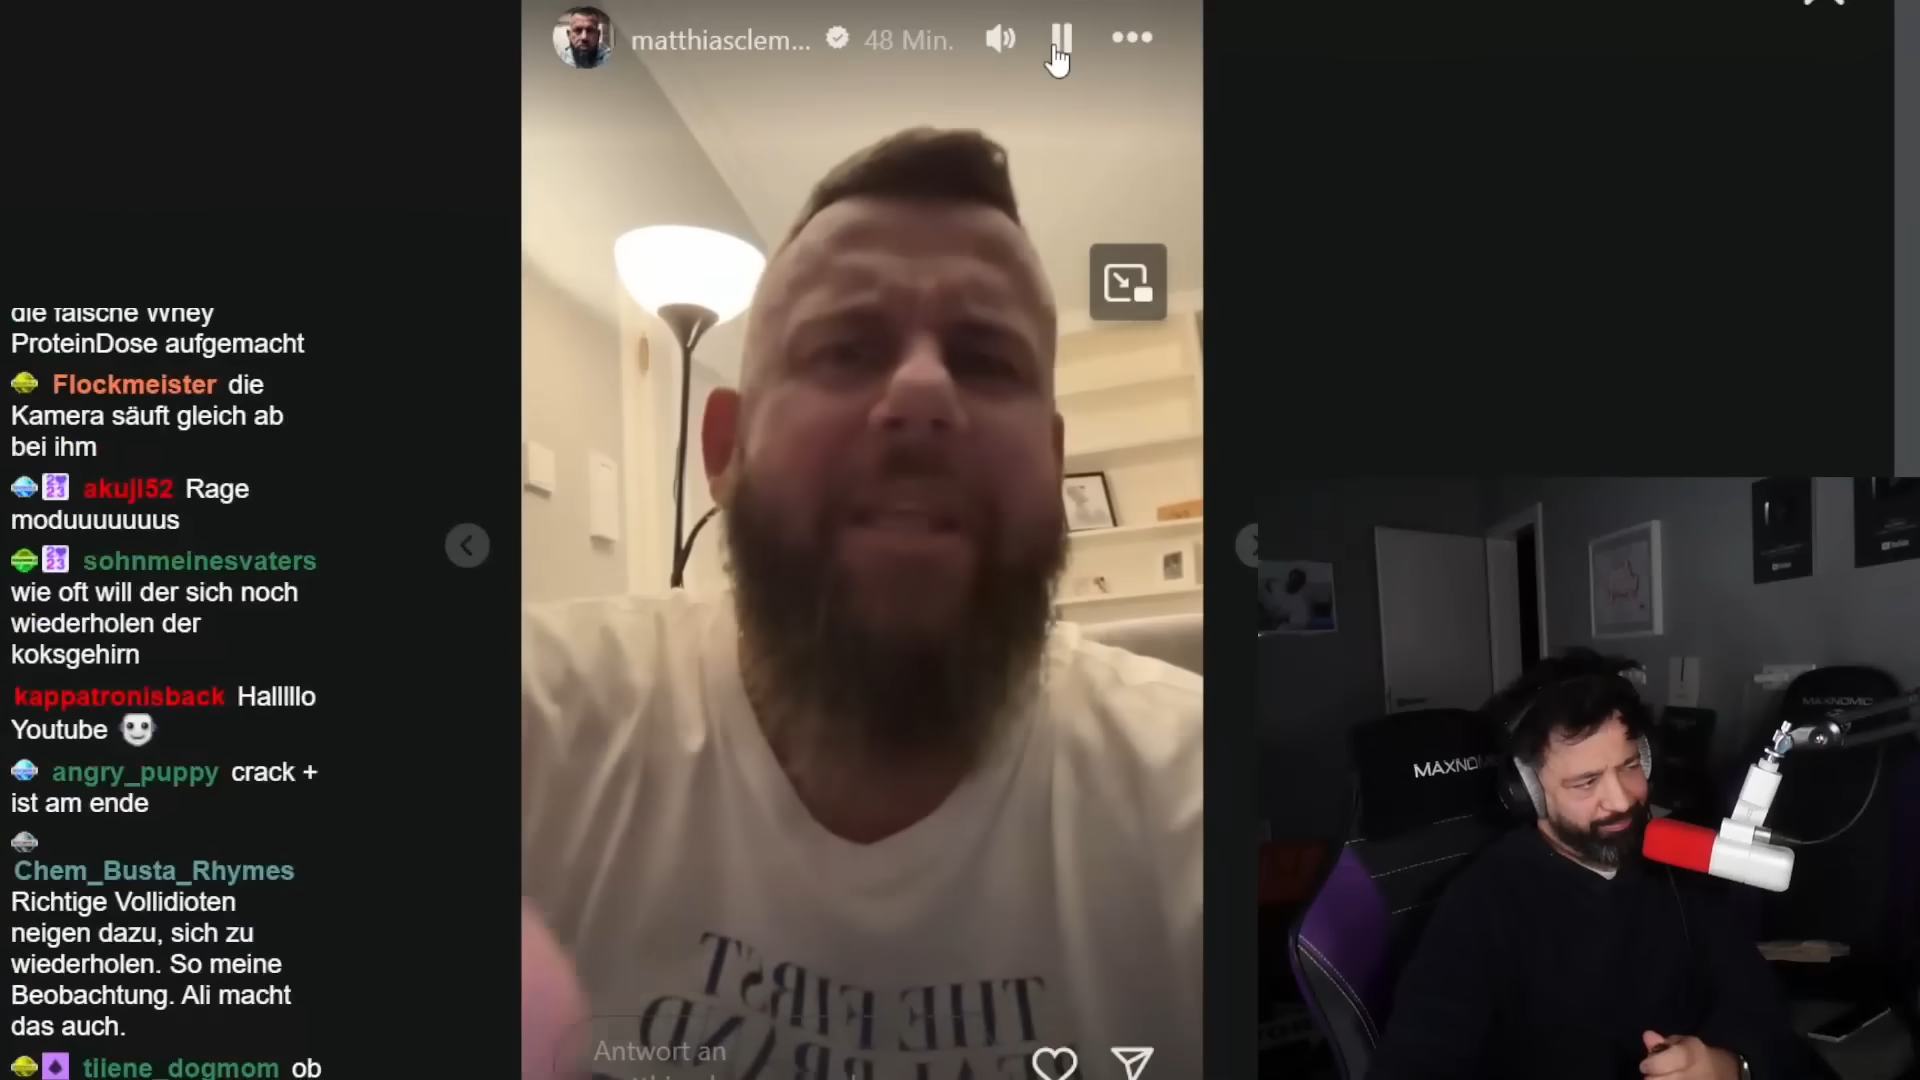 matthiasclem... 48 Min.
die falsche Whey
ProteinDose aufgemacht
Flockmeister die
Kamera säuft gleich ab
bei ihm
akujI52 Rage
moduuuuuuus
sohnmeinesvaters
wie oft will der sich noch
wiederholen der
koksgehirn
kappatronisback Halllllo
Youtube
angry_puppy crack +
ist am ende
Chem_Busta_Rhymes
Richtige Vollidioten
neigen dazu, sich zu
wiederholen. So meine
Beobachtung. Ali macht
das auch.
tilene_dogmom ob
THE FIRST
Antwort an
MAXNO
MAXNOMIC